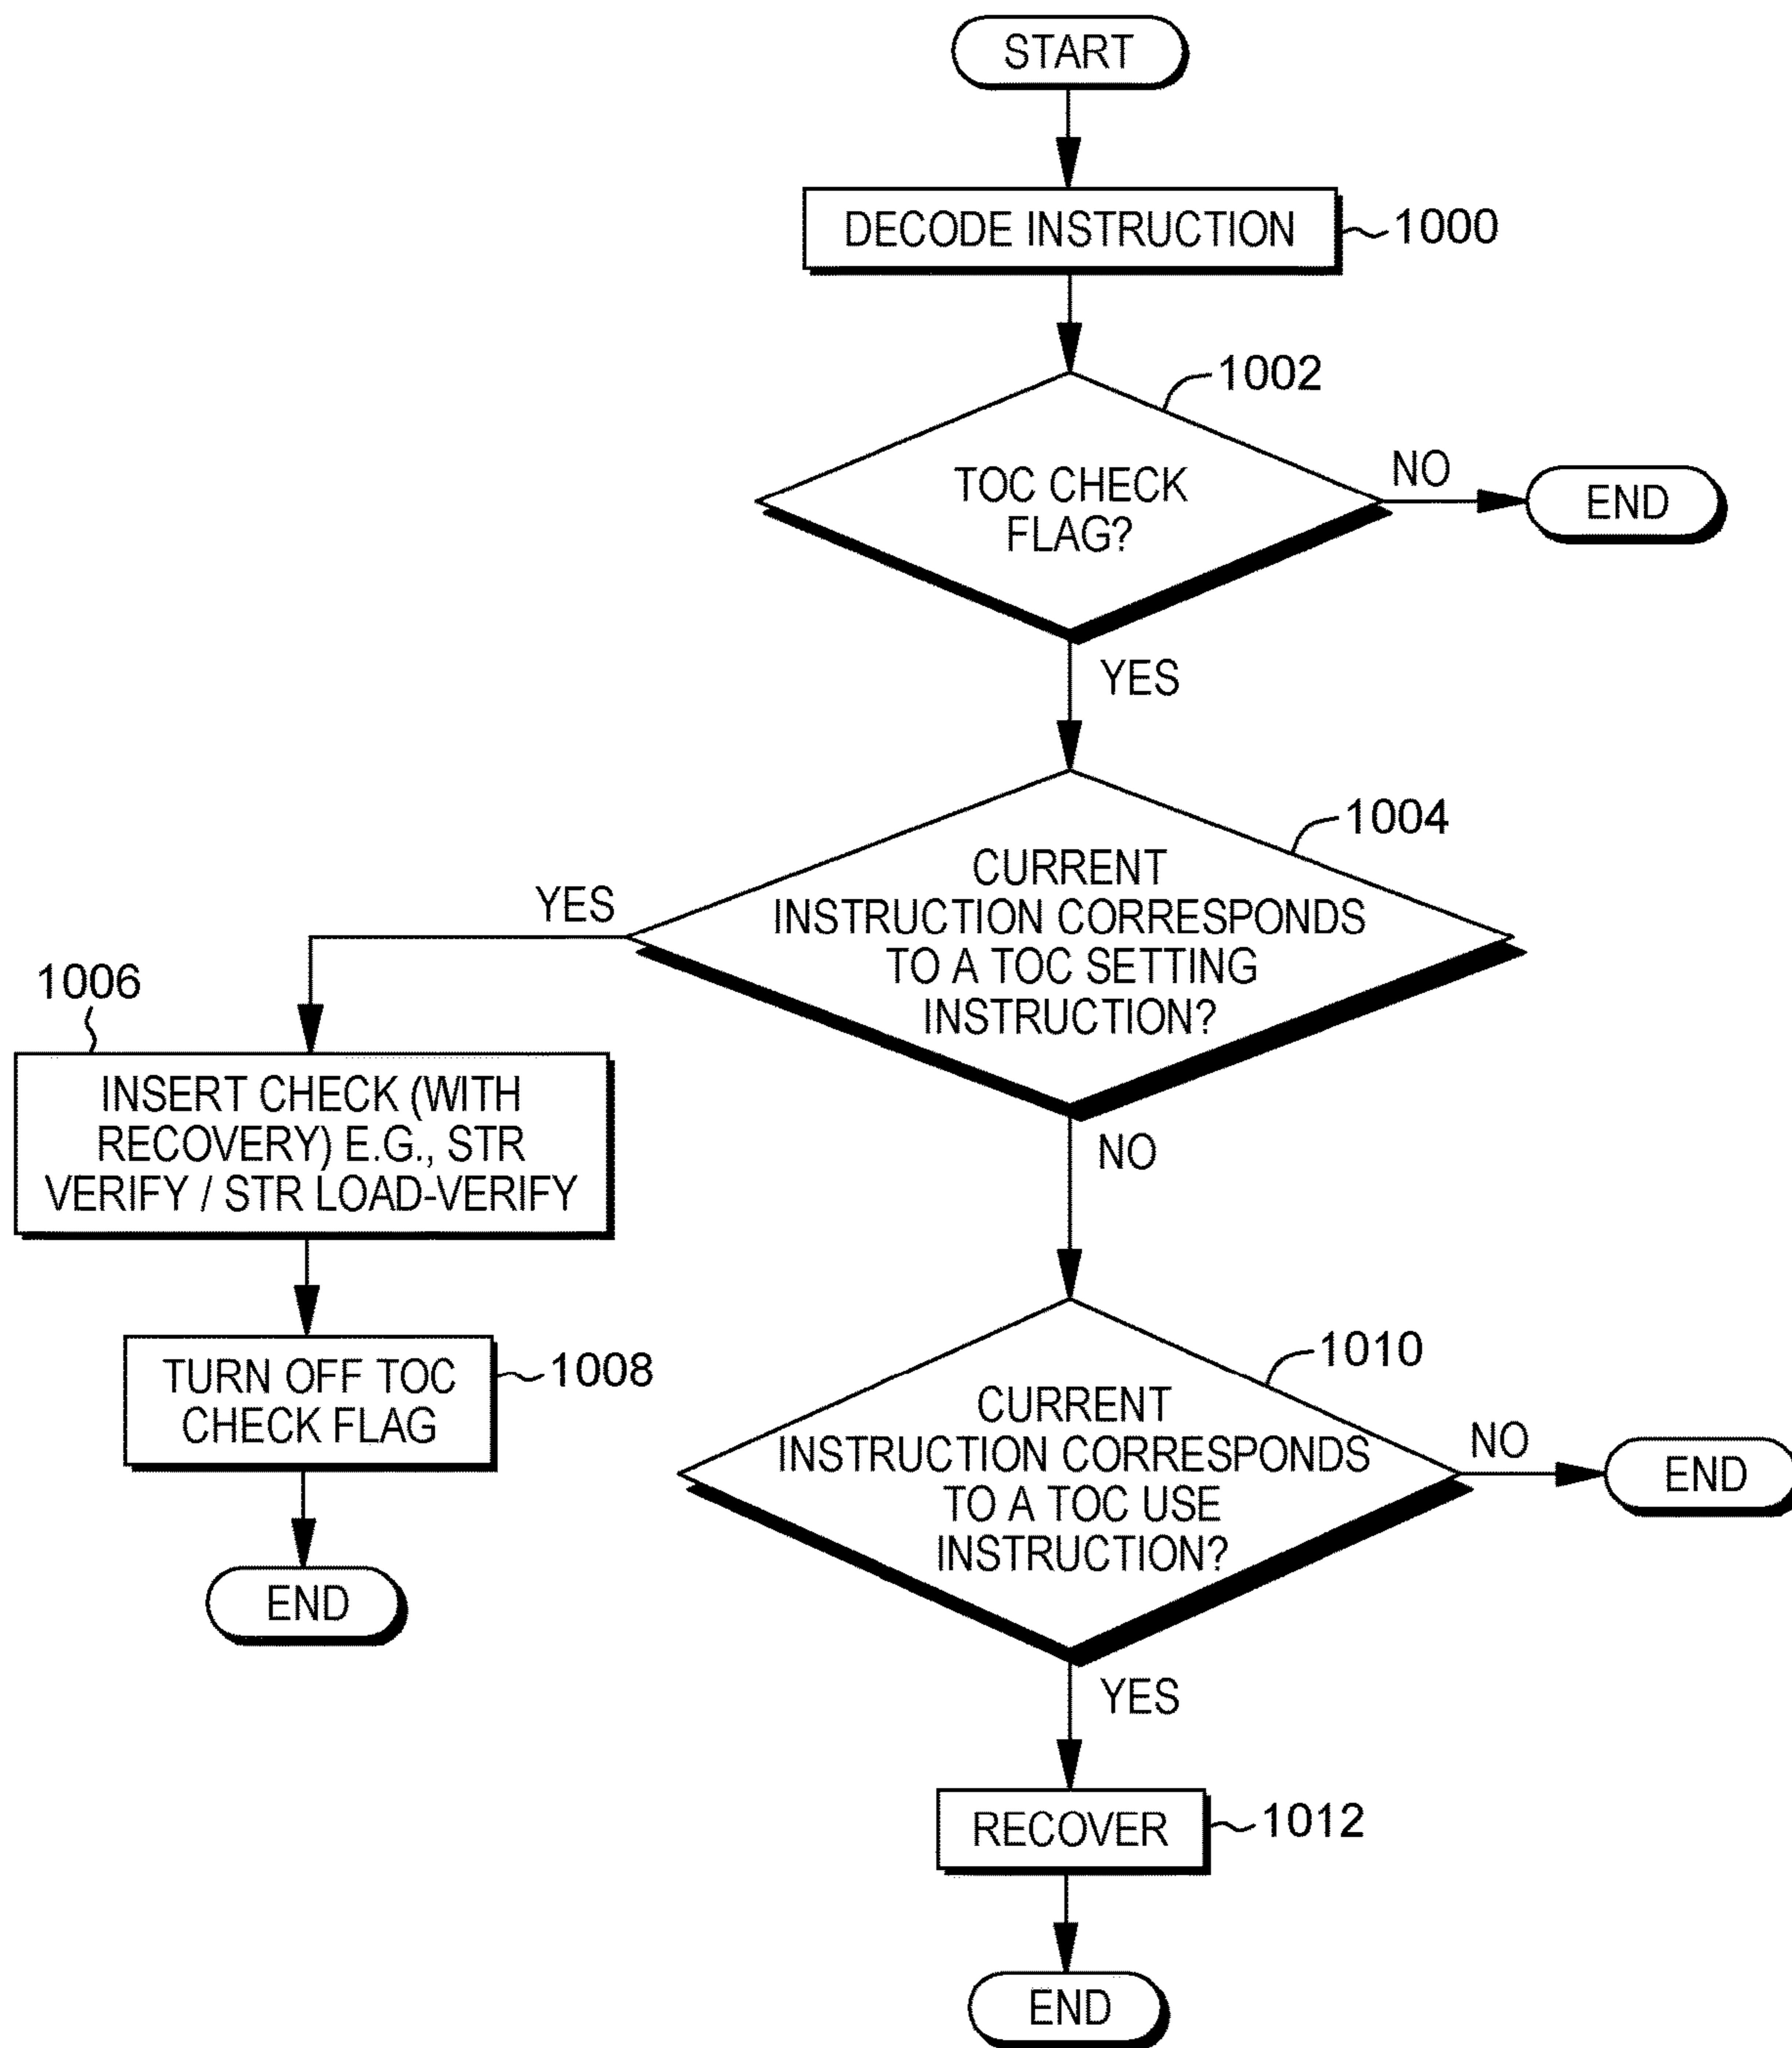 START
DECODE INSTRUCTION
1000
1002
TOC CHECK
FLAG?
NO
END
YES
1004
CURRENT
INSTRUCTION CORRESPONDS
TO A TOC SETTING
INSTRUCTION?
YES
1006
INSERT CHECK (WITH
RECOVERY) E.G., STR
VERIFY / STR LOAD-VERIFY
TURN OFF TOC
CHECK FLAG
1008
END
NO
1010
CURRENT
INSTRUCTION CORRESPONDS
TO A TOC USE
INSTRUCTION?
NO
END
YES
RECOVER
1012
END